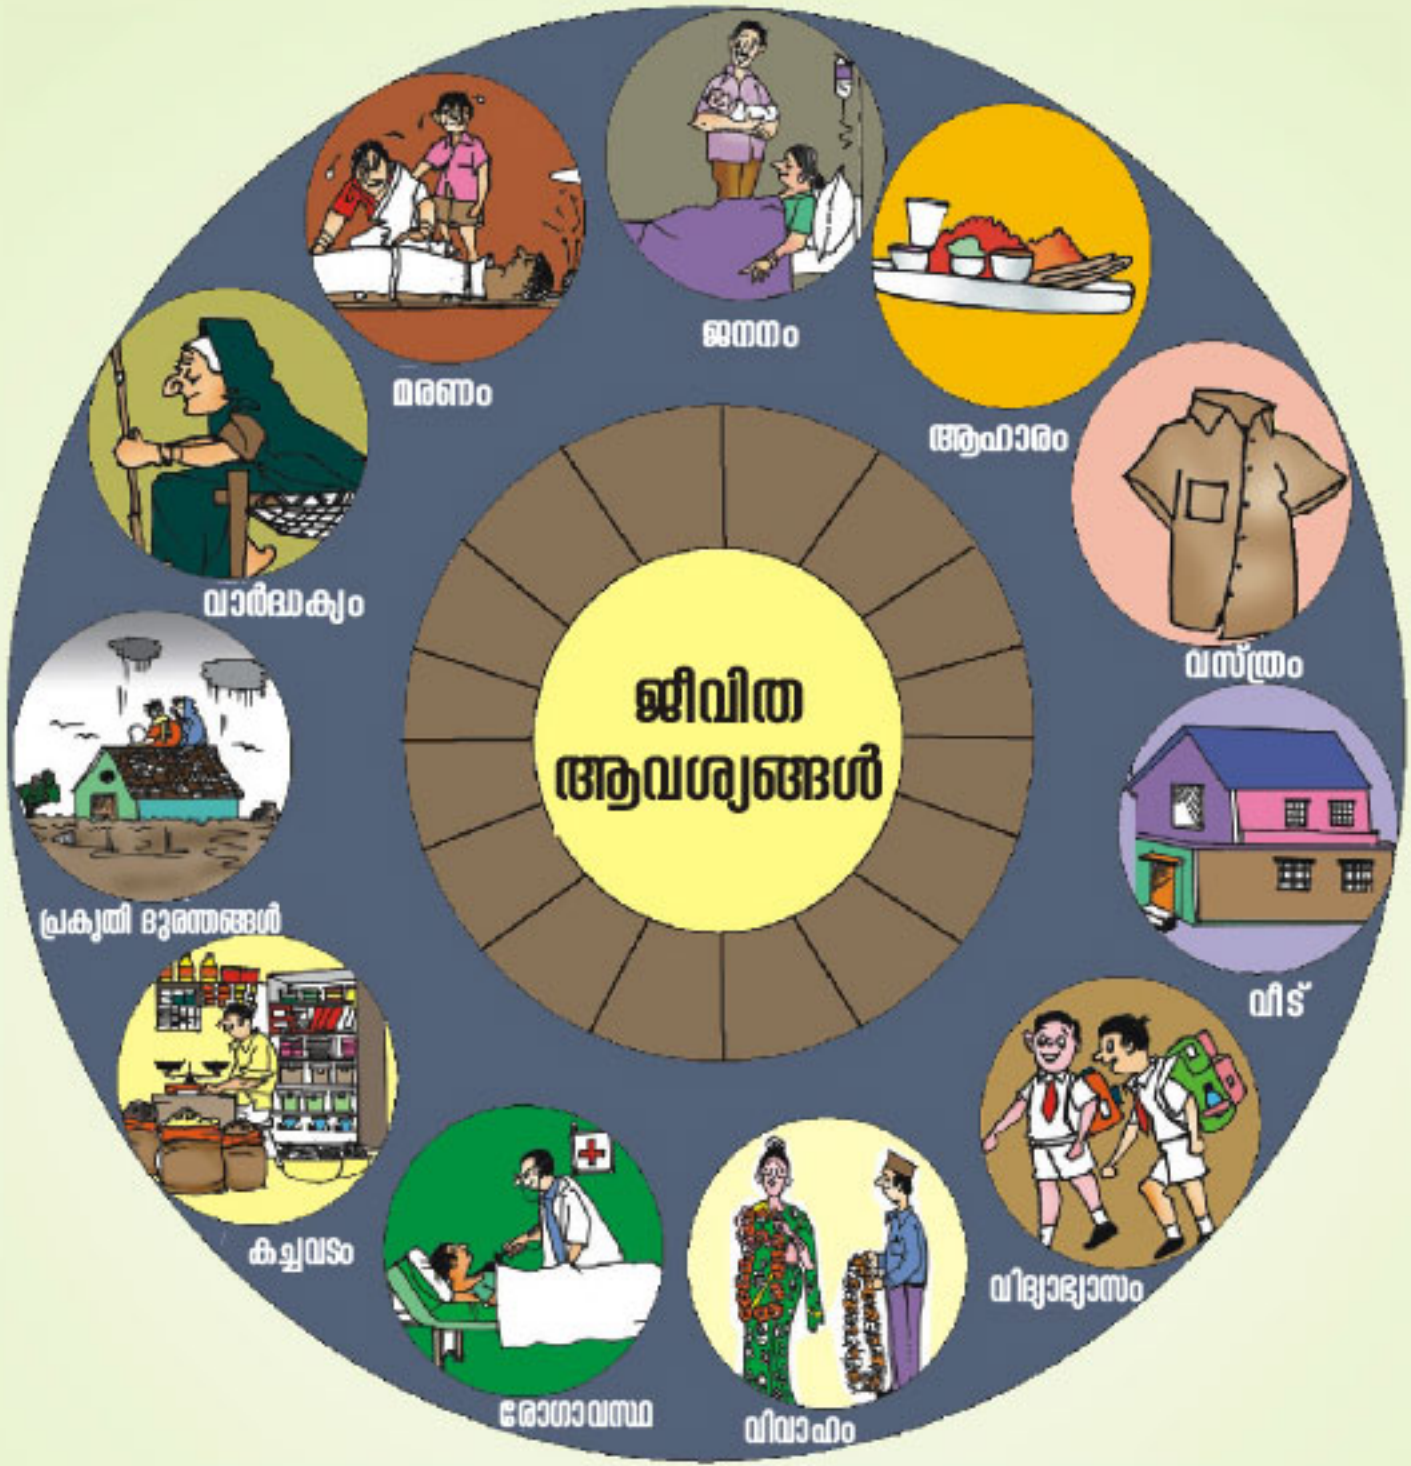 ജനനം
ആഹാരം
വസ്ത്രം
വീട്
വിദ്യാഭ്യാസം
വിവാഹം
രോഗാവസ്ഥ
കച്ചവടം
പ്രകൃതി ദുരന്തങ്ങൾ
വാർദ്ധക്യം
മരണം
ജീവിത
ആവശ്യങ്ങൾ